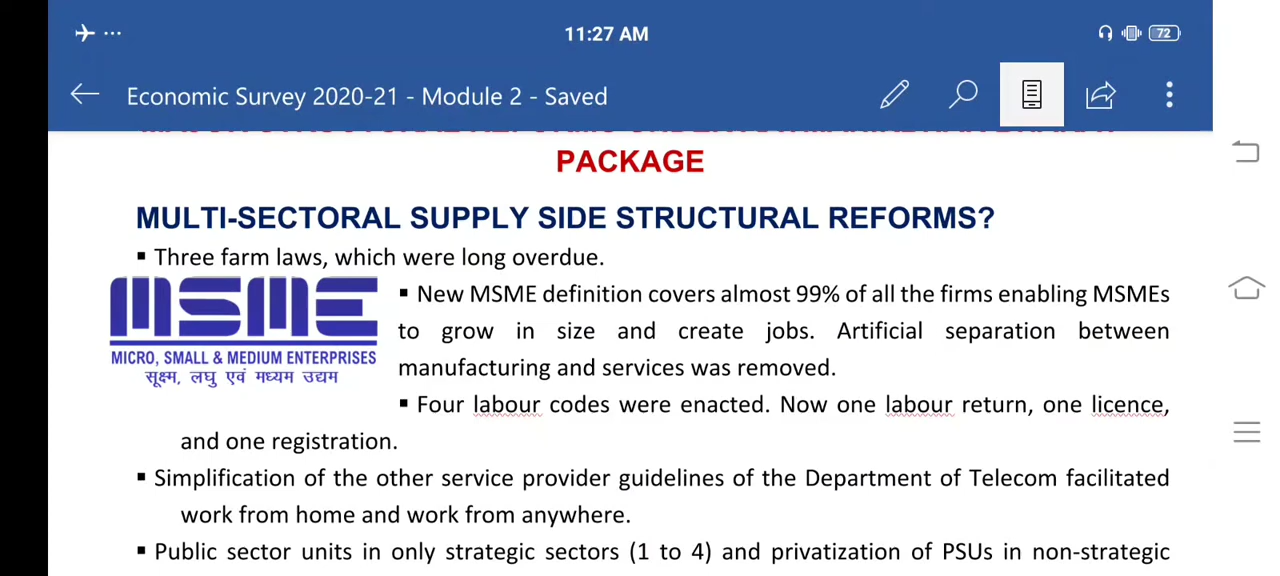 11:27 AM
72
Economic Survey 2020-21 - Module 2 - Saved
PACKAGE
MULTI-SECTORAL SUPPLY SIDE STRUCTURAL REFORMS?
▪ Three farm laws, which were long overdue.
MSME
MICRO, SMALL & MEDIUM ENTERPRISES
सूक्ष्म, लघु एवं मध्यम उद्यम
▪ New MSME definition covers almost 99% of all the firms enabling MSMEs
to grow in size and create jobs. Artificial separation between
manufacturing and services was removed.
▪ Four labour codes were enacted. Now one labour return, one licence,
and one registration.
▪ Simplification of the other service provider guidelines of the Department of Telecom facilitated
work from home and work from anywhere.
▪ Public sector units in only strategic sectors (1 to 4) and privatization of PSUs in non-strategic